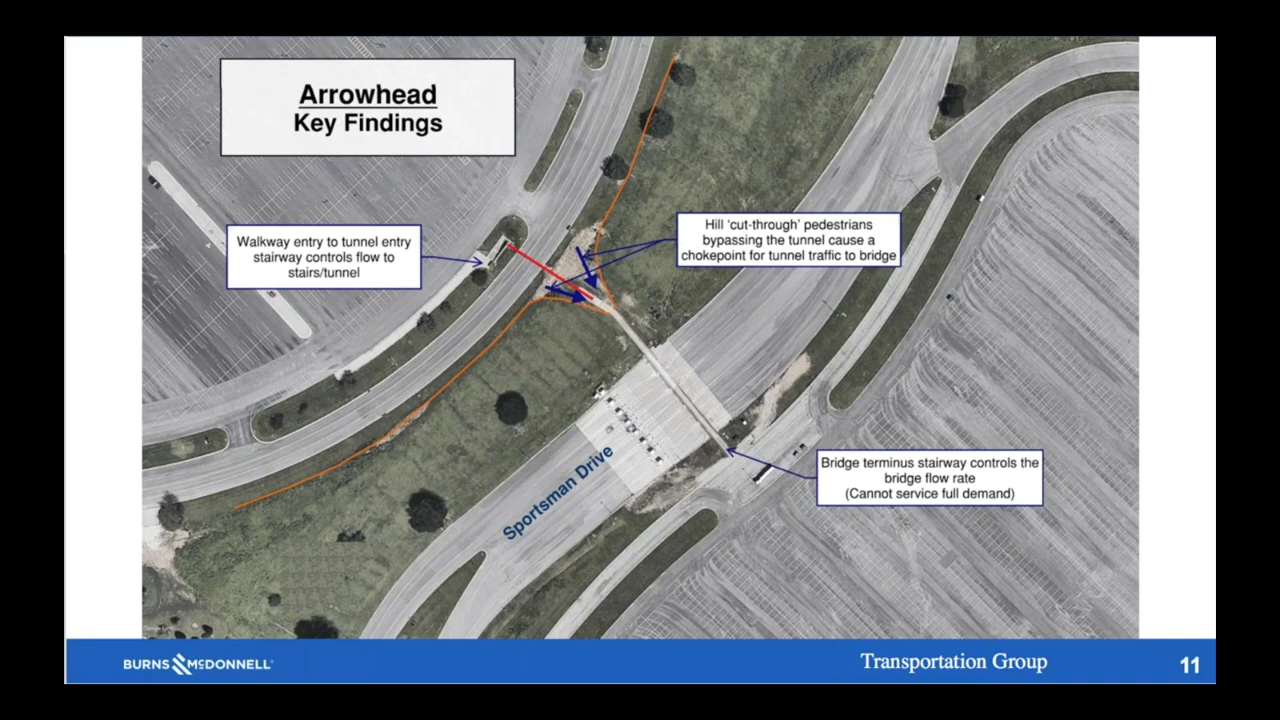 Arrowhead
Key Findings
Walkway entry to tunnel entry
stairway controls flow to
stairs/tunnel
Hill ‘cut-through’ pedestrians
bypassing the tunnel cause a
chokepoint for tunnel traffic to bridge
Bridge terminus stairway controls the
bridge flow rate
(Cannot service full demand)
Sportsman Drive
BURNS MCDONNELL
Transportation Group
11